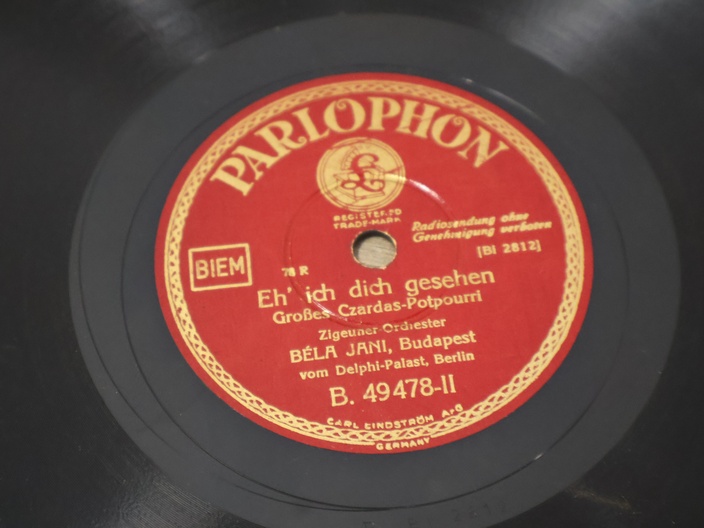 PARLOPHON
£
REGISTERED
TRADE-MARK
Radiosendung ohne
Genehmigung verboten
[BI 2812]
BIEM
78 R
Eh' ich dich gesehen
Großes Czardas-Potpourri
Zigeuner-Orchester
BÉLA JANI, Budapest
vom Delphi-Palast, Berlin
B. 49478-II
CARL LINDSTRÖM A-G
GERMANY